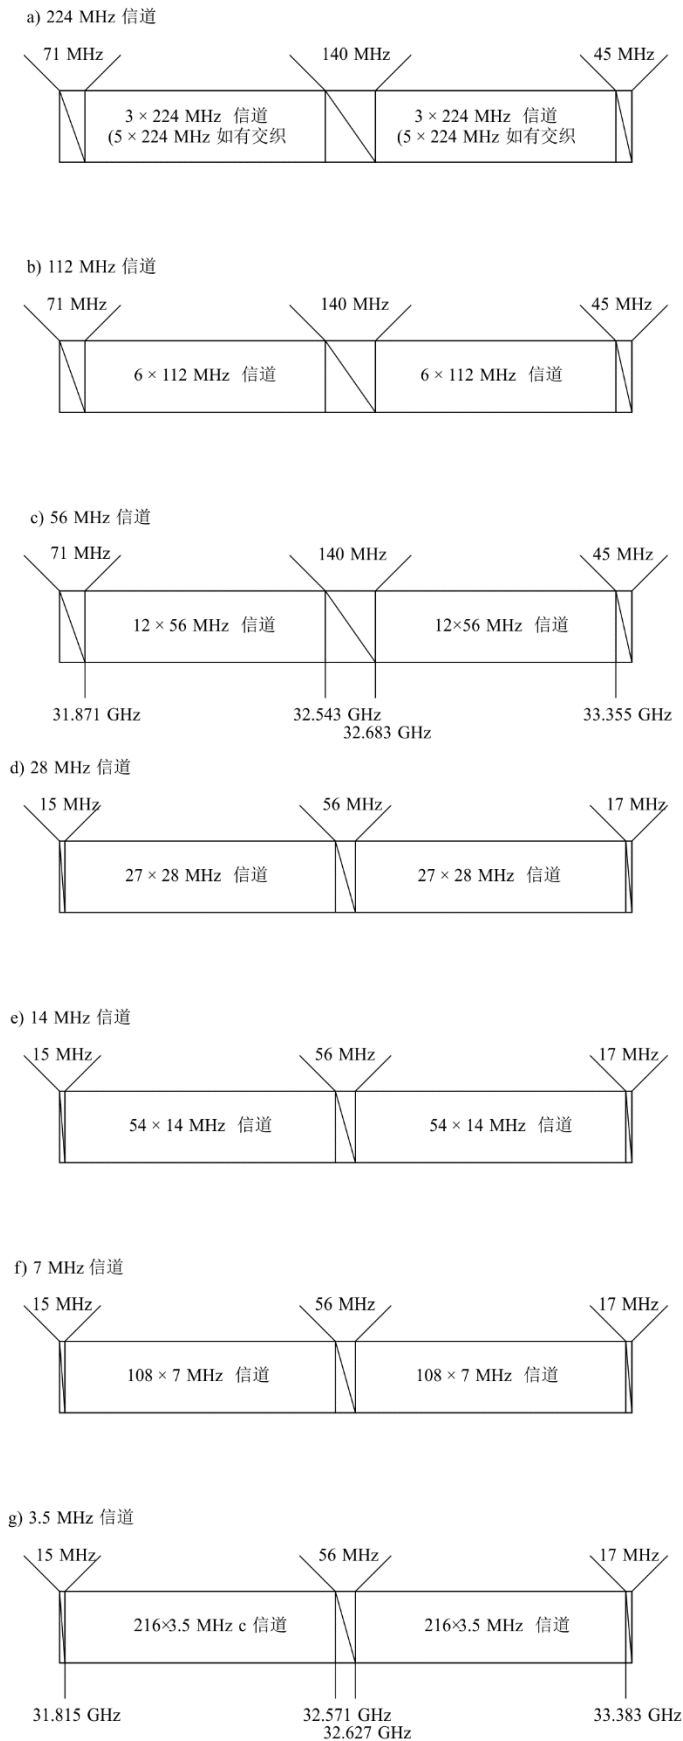 a) 224 MHz 信道
71 MHz 140 MHz 45 MHz
3 × 224 MHz 信道 3 × 224 MHz 信道
(5 × 224 MHz 如有交织 (5 × 224 MHz 如有交织
b) 112 MHz 信道
71 MHz 140 MHz 45 MHz
6 × 112 MHz 信道 6 × 112 MHz 信道
c) 56 MHz 信道
71 MHz 140 MHz 45 MHz
12 × 56 MHz 信道 12×56 MHz 信道
31.871 GHz 32.543 GHz 33.355 GHz
32.683 GHz
d) 28 MHz 信道
15 MHz 56 MHz 17 MHz
27 × 28 MHz 信道 27 × 28 MHz 信道
e) 14 MHz 信道
15 MHz 56 MHz 17 MHz
54 × 14 MHz 信道 54 × 14 MHz 信道
f) 7 MHz 信道
15 MHz 56 MHz 17 MHz
108 × 7 MHz 信道 108 × 7 MHz 信道
g) 3.5 MHz 信道
15 MHz 56 MHz 17 MHz
216×3.5 MHz c 信道 216×3.5 MHz 信道
31.815 GHz 32.571 GHz 33.383 GHz
32.627 GHz